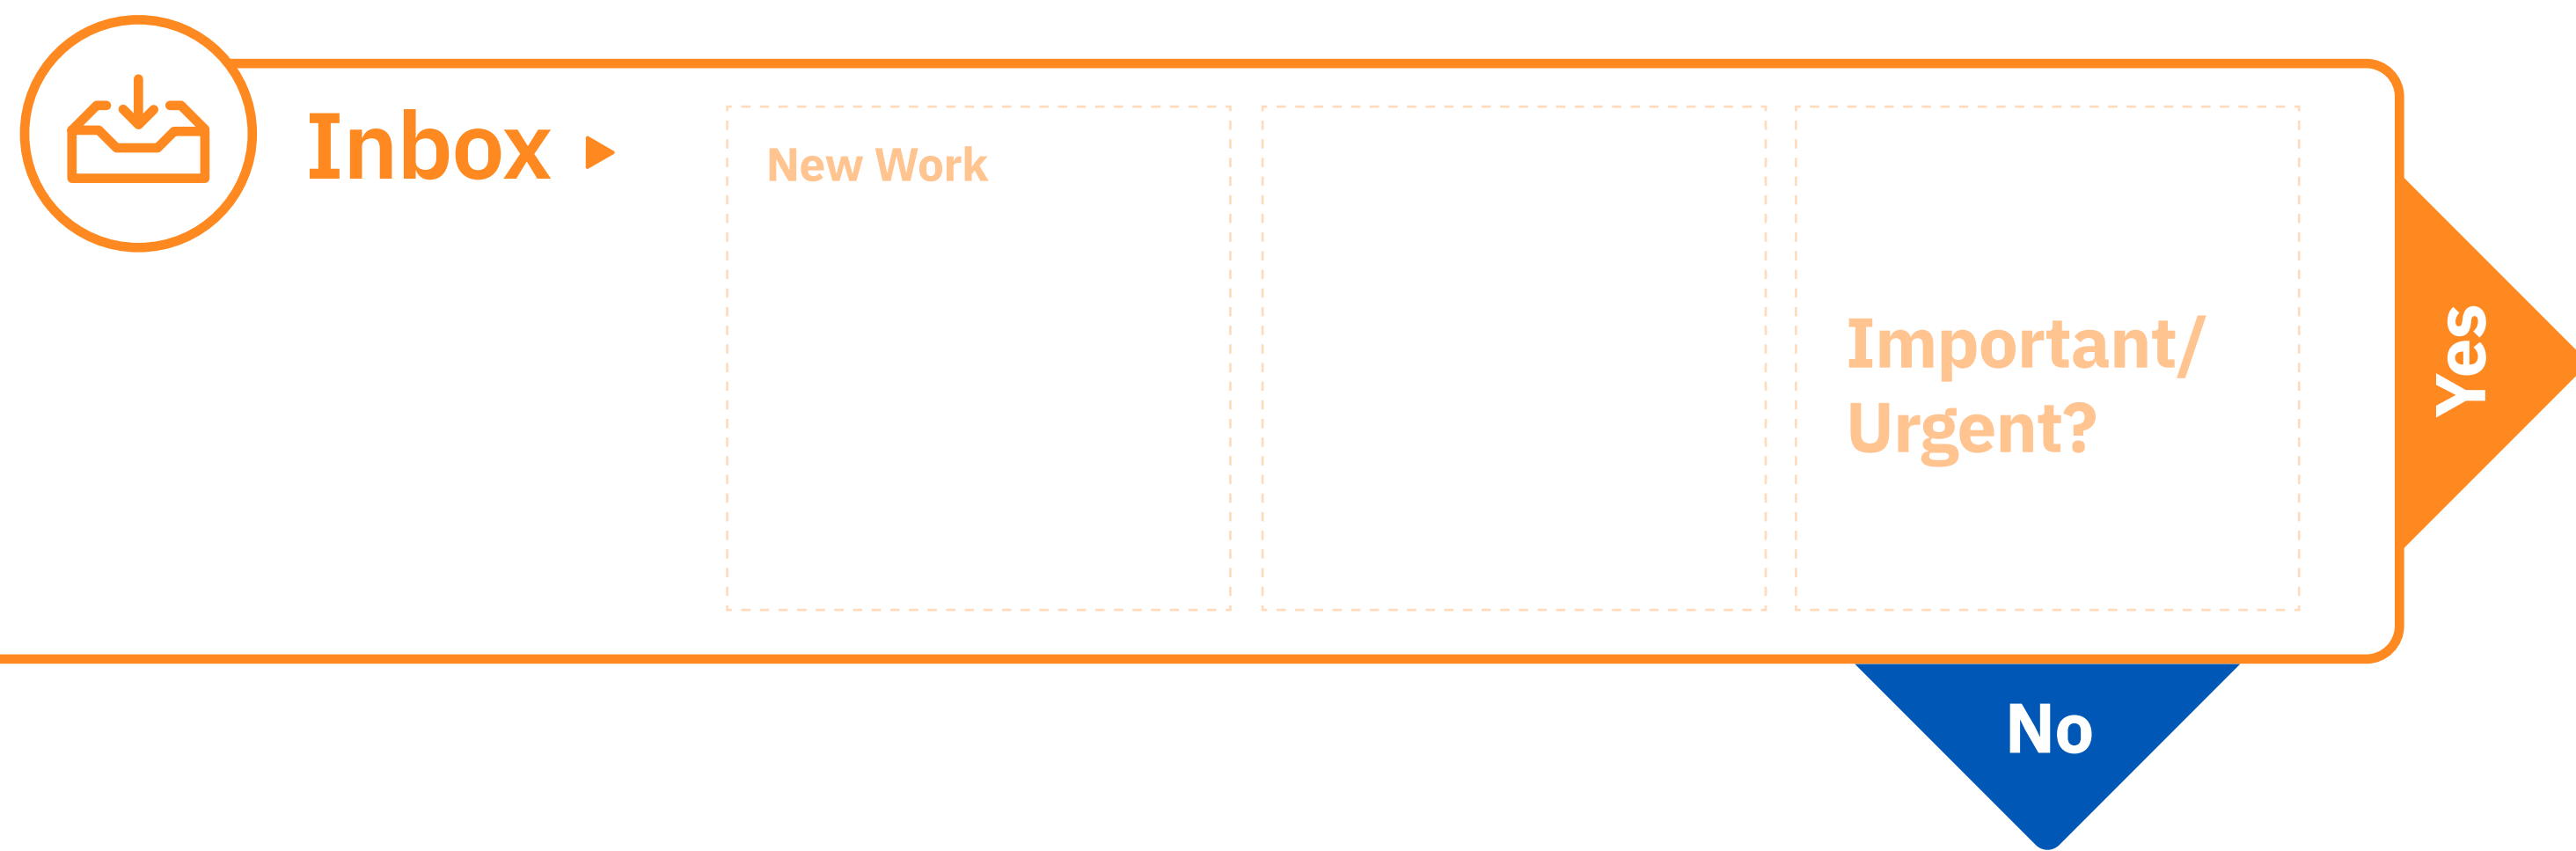 Inbox
New Work
Important/
Urgent?
Yes
No